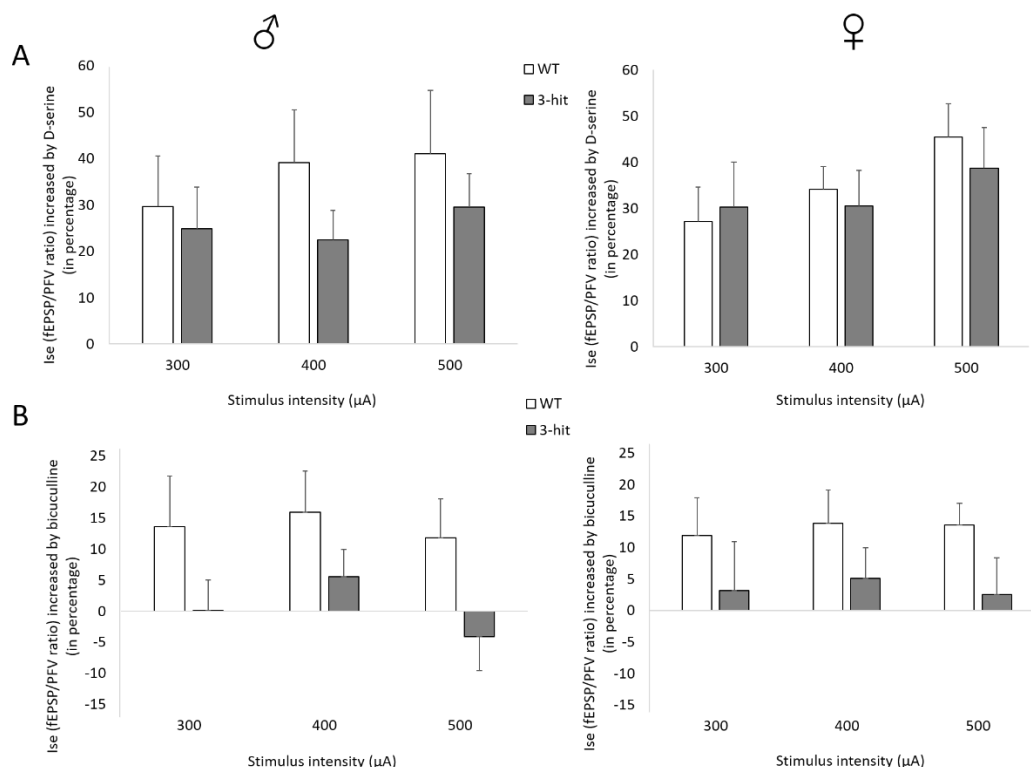 ♂
♀
A
Ise (fEPSP/PFV ratio) increased by D-serine
(in percentage)
60
50
40
30
20
10
0
300
400
500
Stimulus intensity (µA)
WT
3-hit
Ise (fEPSP/PFV ratio) increased by D-serine
(in percentage)
60
50
40
30
20
10
0
300
400
500
Stimulus intensity (µA)
B
Ise (fEPSP/PFV ratio) increased by bicuculline
(in percentage)
25
20
15
10
5
0
-5
-10
-15
300
400
500
Stimulus intensity (µA)
WT
3-hit
Ise (fEPSP/PFV ratio) increased by bicuculline
(in percentage)
25
20
15
10
5
0
-5
-10
-15
300
400
500
Stimulus intensity (µA)